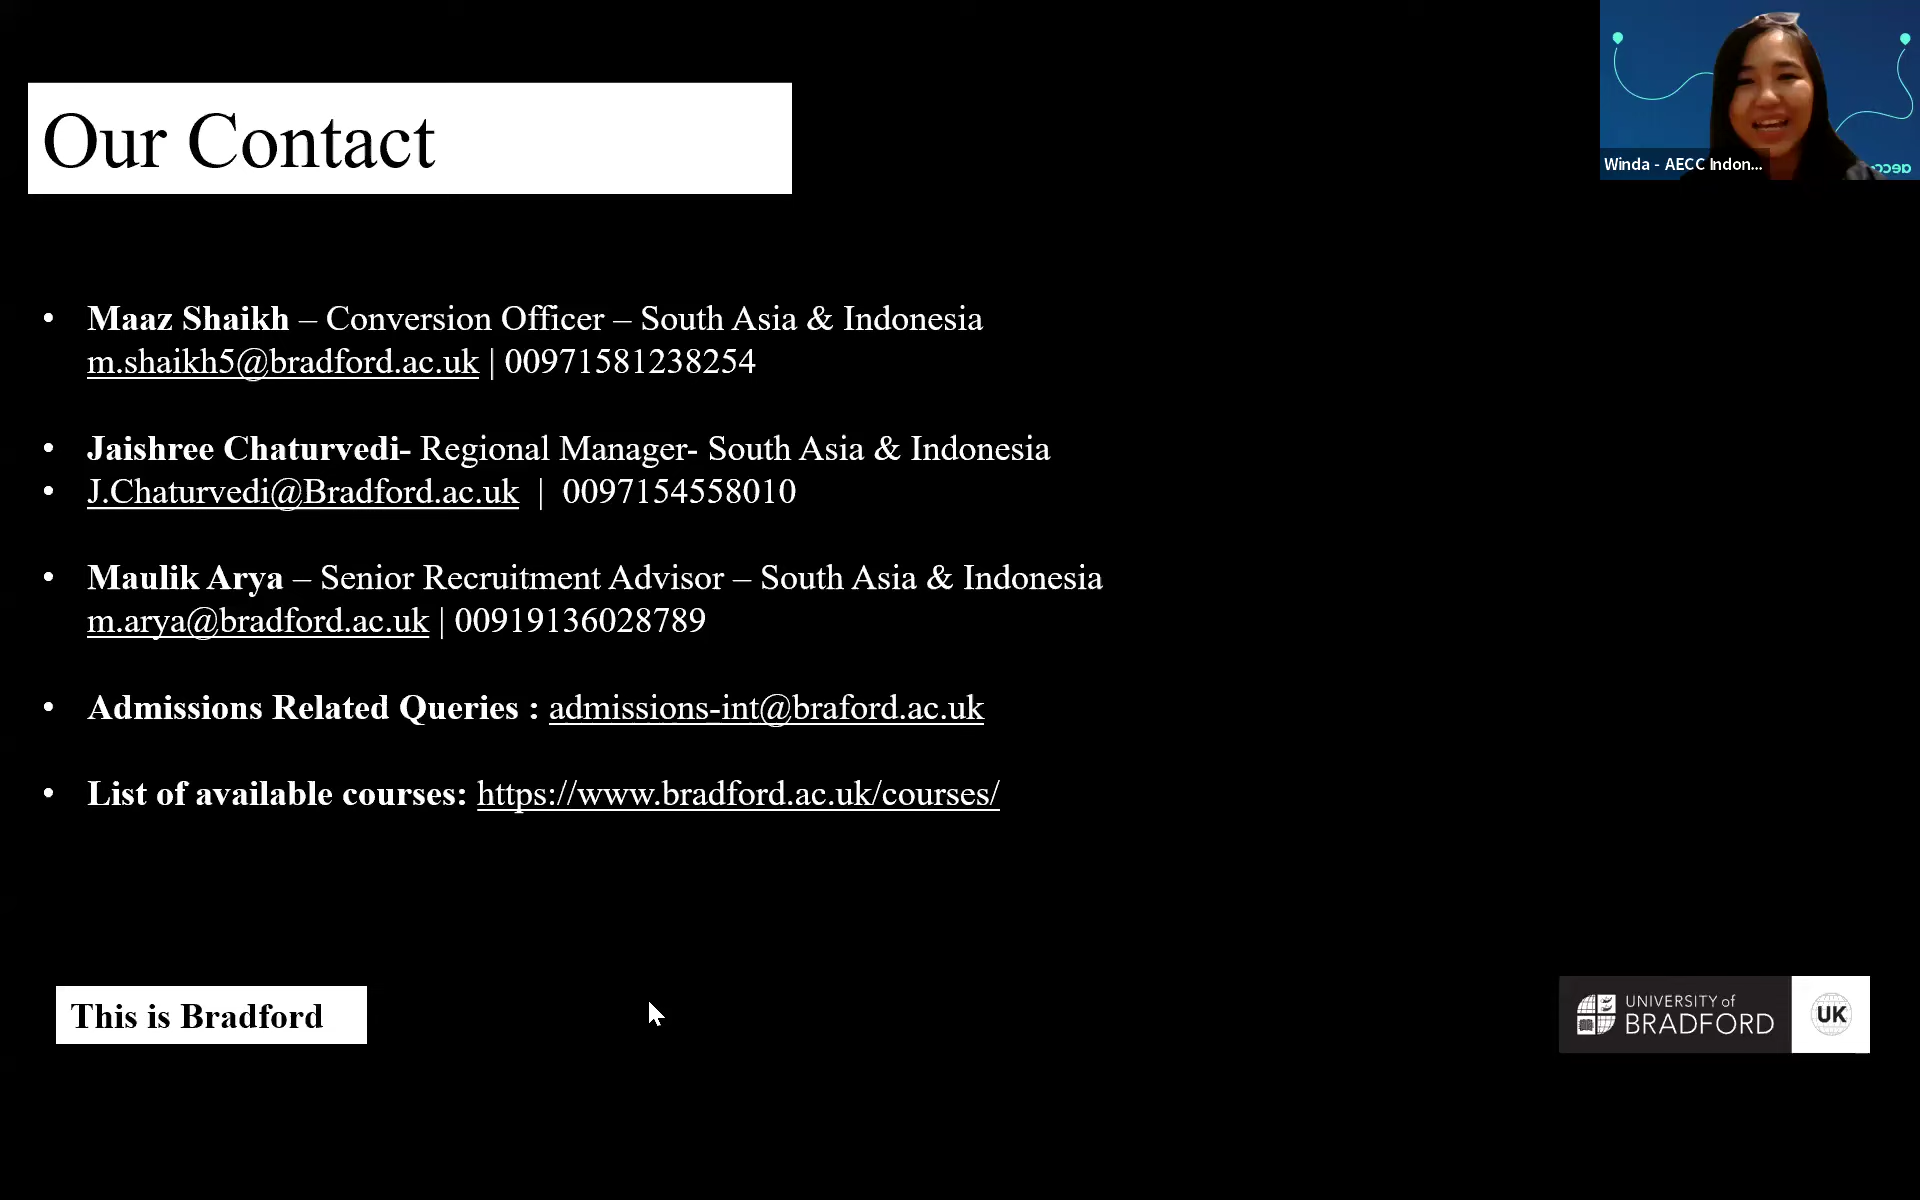 Our Contact
Winda - AECC Indon...
aecc
• Maaz Shaikh – Conversion Officer – South Asia & Indonesia
m.shaikh5@bradford.ac.uk | 00971581238254
• Jaishree Chaturvedi- Regional Manager- South Asia & Indonesia
• J.Chaturvedi@Bradford.ac.uk | 0097154558010
• Maulik Arya – Senior Recruitment Advisor – South Asia & Indonesia
m.arya@bradford.ac.uk | 00919136028789
• Admissions Related Queries : admissions-int@braford.ac.uk
• List of available courses: https://www.bradford.ac.uk/courses/
This is Bradford
UNIVERSITY of
BRADFORD
UK